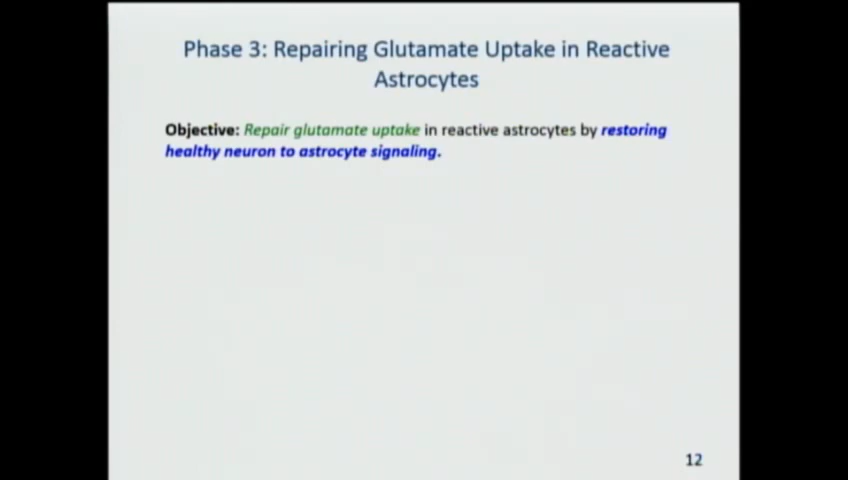 Phase 3: Repairing Glutamate Uptake in Reactive
Astrocytes
Objective: Repair glutamate uptake in reactive astrocytes by restoring
healthy neuron to astrocyte signaling.
12